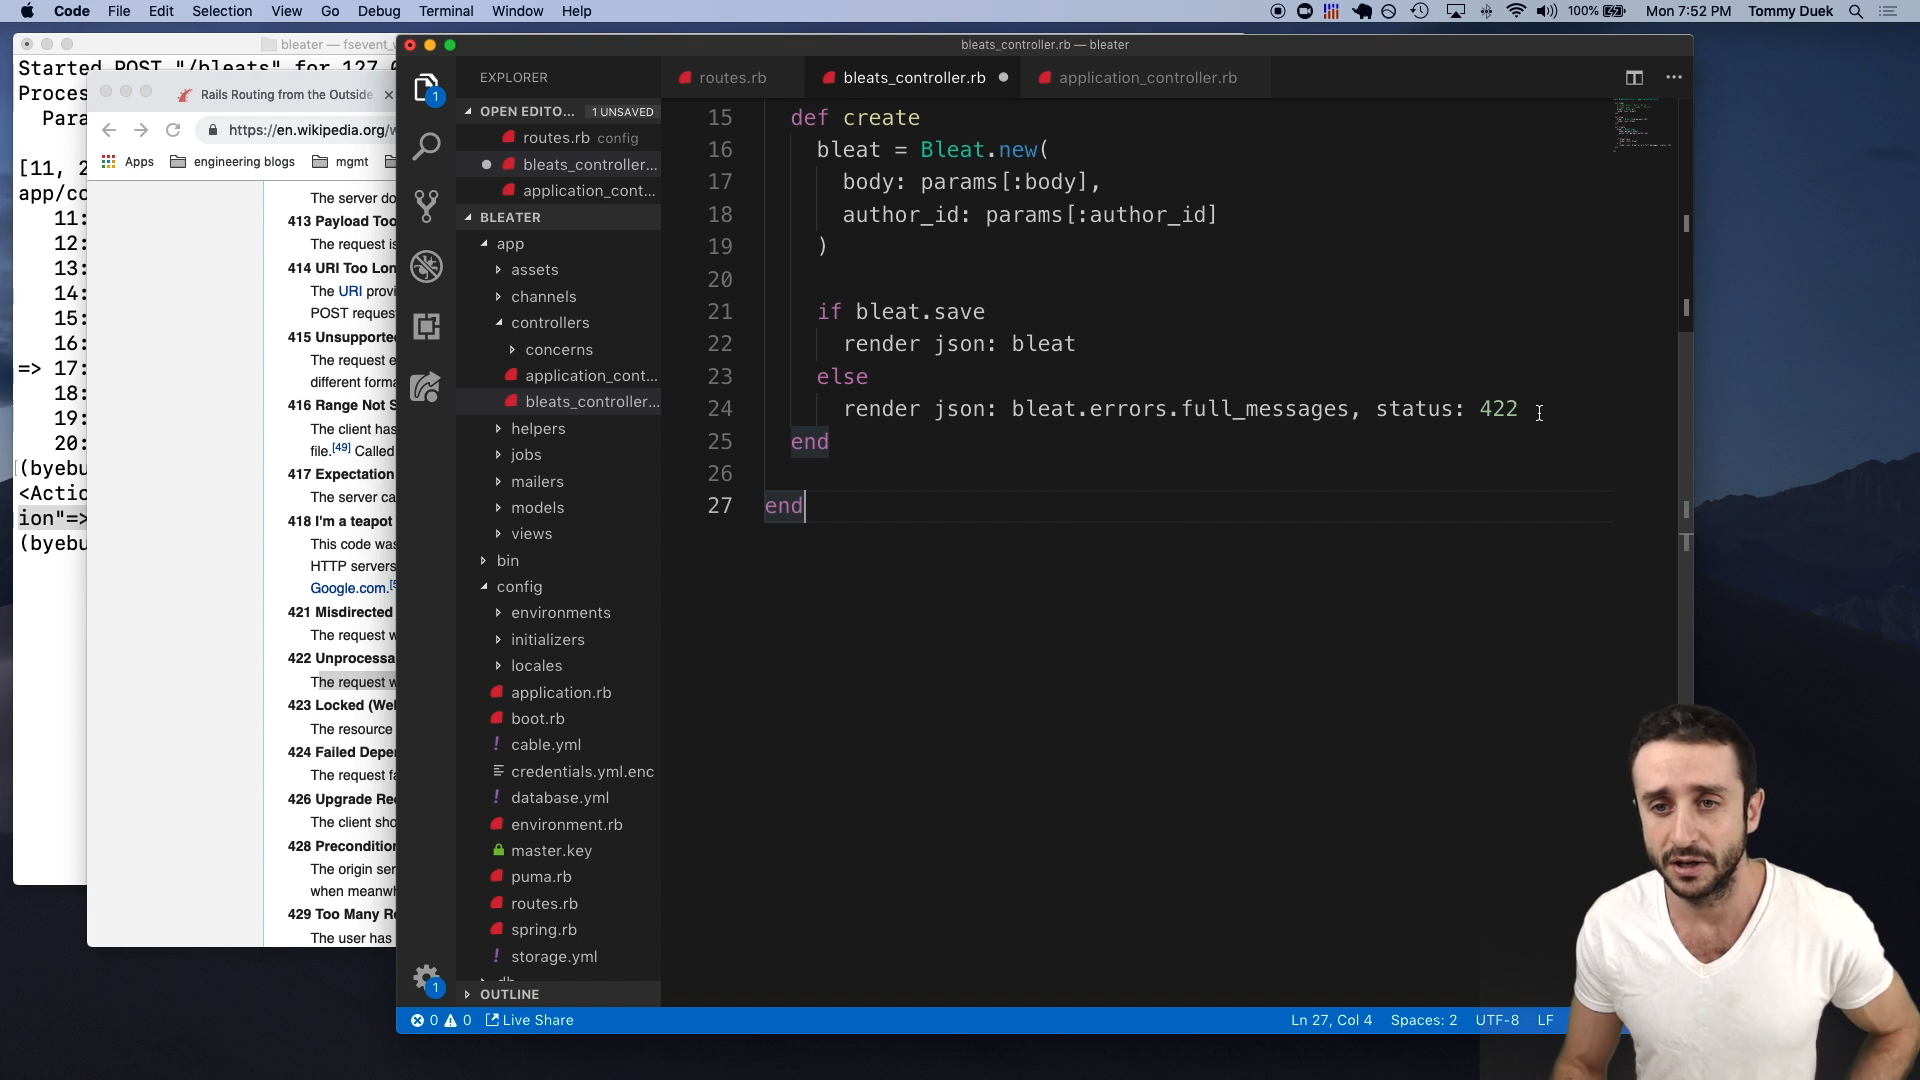 Code File Edit Selection View Go Debug Terminal Window Help
100% Mon 7:52 PM Tommy Duek
bleater — fsevent_
Started POST "/bleats" for 127.
Proces
Para
[11, 2
app/co
11:
12:
13:
14:
15:
16:
=> 17:
18:
19:
20:
(byebu
<Actio
ion"=>
(byebu
Rails Routing from the Outside
https://en.wikipedia.org/
Apps engineering blogs mgmt
The server do
413 Payload Too
The request is
414 URI Too Lon
The URI provi
POST reques
415 Unsupported
The request e
different forma
416 Range Not S
The client has
file.[49] Called
417 Expectation
The server ca
418 I'm a teapot
This code was
HTTP servers
Google.com.
421 Misdirected
The request w
422 Unprocessa
The request w
423 Locked (We
The resource
424 Failed Depe
The request fa
426 Upgrade Re
The client sho
428 Precondition
The origin ser
when meanwh
429 Too Many Re
The user has
bleats_controller.rb — bleater
EXPLORER
OPEN EDITO... 1 UNSAVED
routes.rb config
bleats_controller...
application_cont...
BLEATER
app
assets
channels
controllers
concerns
application_cont...
bleats_controller...
helpers
jobs
mailers
models
views
bin
config
environments
initializers
locales
application.rb
boot.rb
cable.yml
credentials.yml.enc
database.yml
environment.rb
master.key
puma.rb
routes.rb
spring.rb
storage.yml
OUTLINE
1
1
routes.rb bleats_controller.rb application_controller.rb
15 def create
16 bleat = Bleat.new(
17 body: params[:body],
18 author_id: params[:author_id]
19 )
20
21 if bleat.save
22 render json: bleat
23 else
24 render json: bleat.errors.full_messages, status: 422
25 end
26
27 end
0 0 Live Share
Ln 27, Col 4 Spaces: 2 UTF-8 LF